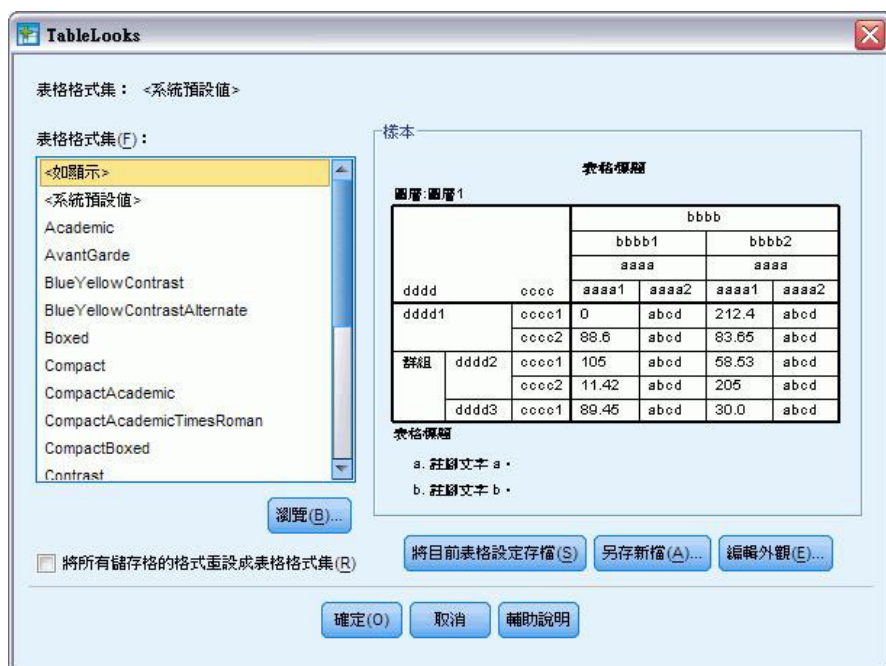 TableLooks
表格格式集： <系統預設值>
表格格式集(F)：
<如顯示>
<系統預設值>
Academic
AvantGarde
BlueYellowContrast
BlueYellowContrastAlternate
Boxed
Compact
CompactAcademic
CompactAcademicTimesRoman
CompactBoxed
Contrast
瀏覽(B)...
將所有儲存格的格式重設成表格格式集(R)
樣本
表格標題
圖層:圖層1
bbbb
bbbb1 bbbb2
aaaa aaaa
dddd cccc aaaa1 aaaa2 aaaa1 aaaa2
dddd1 cccc1 0 abcd 212.4 abcd
cccc2 88.6 abcd 83.65 abcd
群組 dddd2 cccc1 105 abcd 58.53 abcd
cccc2 11.42 abcd 205 abcd
dddd3 cccc1 89.45 abcd 30.0 abcd
表格標題
a. 註腳文字 a。
b. 註腳文字 b。
將目前表格設定存檔(S) 另存新檔(A)... 編輯外觀(E)...
確定(O) 取消 輔助說明